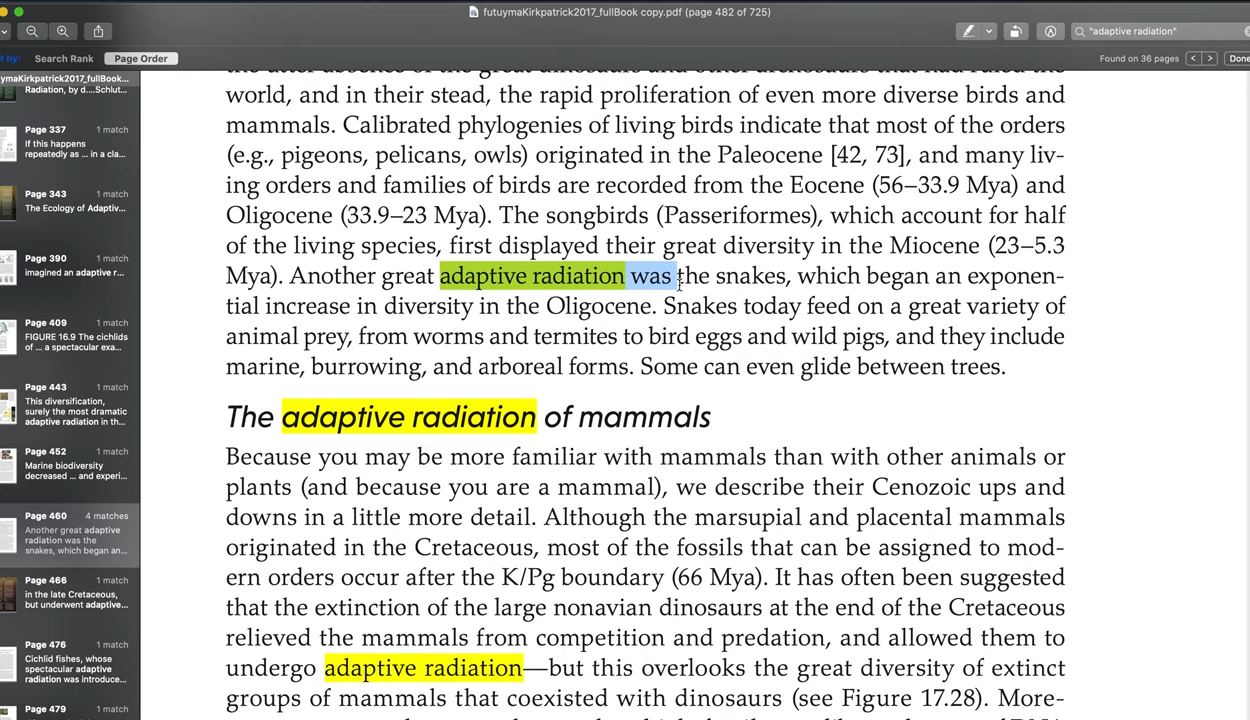 futuymaKirkpatrick2017_fullBook copy.pdf (page 482 of 725)
"adaptive radiation"
t by:
Search Rank
Page Order
Found on 36 pages
Done
ymaKirkpatrick2017_fullBook...
Radiation, by d....Schlut...
Page 337 1 match
If this happens
repeatedly as ... in a cla...
Page 343 1 match
The Ecology of Adaptiv...
Page 390 1 match
imagined an adaptive r...
Page 409 1 match
FIGURE 16.9 The cichlids
of ... a spectacular exa...
Page 443 1 match
This diversification,
surely the most dramatic
adaptive radiation in th...
Page 452 1 match
Marine biodiversity
decreased ... and experi...
Page 460 4 matches
Another great adaptive
radiation was the
snakes, which began an...
Page 466 1 match
in the late Cretaceous,
but underwent adaptive...
Page 476 1 match
Cichlid fishes, whose
spectacular adaptive
radiation was introduce...
Page 479 1 match
the utter absence of the great dinosaurs and other archosaurs that had ruled the
world, and in their stead, the rapid proliferation of even more diverse birds and
mammals. Calibrated phylogenies of living birds indicate that most of the orders
(e.g., pigeons, pelicans, owls) originated in the Paleocene [42, 73], and many liv-
ing orders and families of birds are recorded from the Eocene (56–33.9 Mya) and
Oligocene (33.9–23 Mya). The songbirds (Passeriformes), which account for half
of the living species, first displayed their great diversity in the Miocene (23–5.3
Mya). Another great adaptive radiation was the snakes, which began an exponen-
tial increase in diversity in the Oligocene. Snakes today feed on a great variety of
animal prey, from worms and termites to bird eggs and wild pigs, and they include
marine, burrowing, and arboreal forms. Some can even glide between trees.
The adaptive radiation of mammals
Because you may be more familiar with mammals than with other animals or
plants (and because you are a mammal), we describe their Cenozoic ups and
downs in a little more detail. Although the marsupial and placental mammals
originated in the Cretaceous, most of the fossils that can be assigned to mod-
ern orders occur after the K/Pg boundary (66 Mya). It has often been suggested
that the extinction of the large nonavian dinosaurs at the end of the Cretaceous
relieved the mammals from competition and predation, and allowed them to
undergo adaptive radiation—but this overlooks the great diversity of extinct
groups of mammals that coexisted with dinosaurs (see Figure 17.28). More-